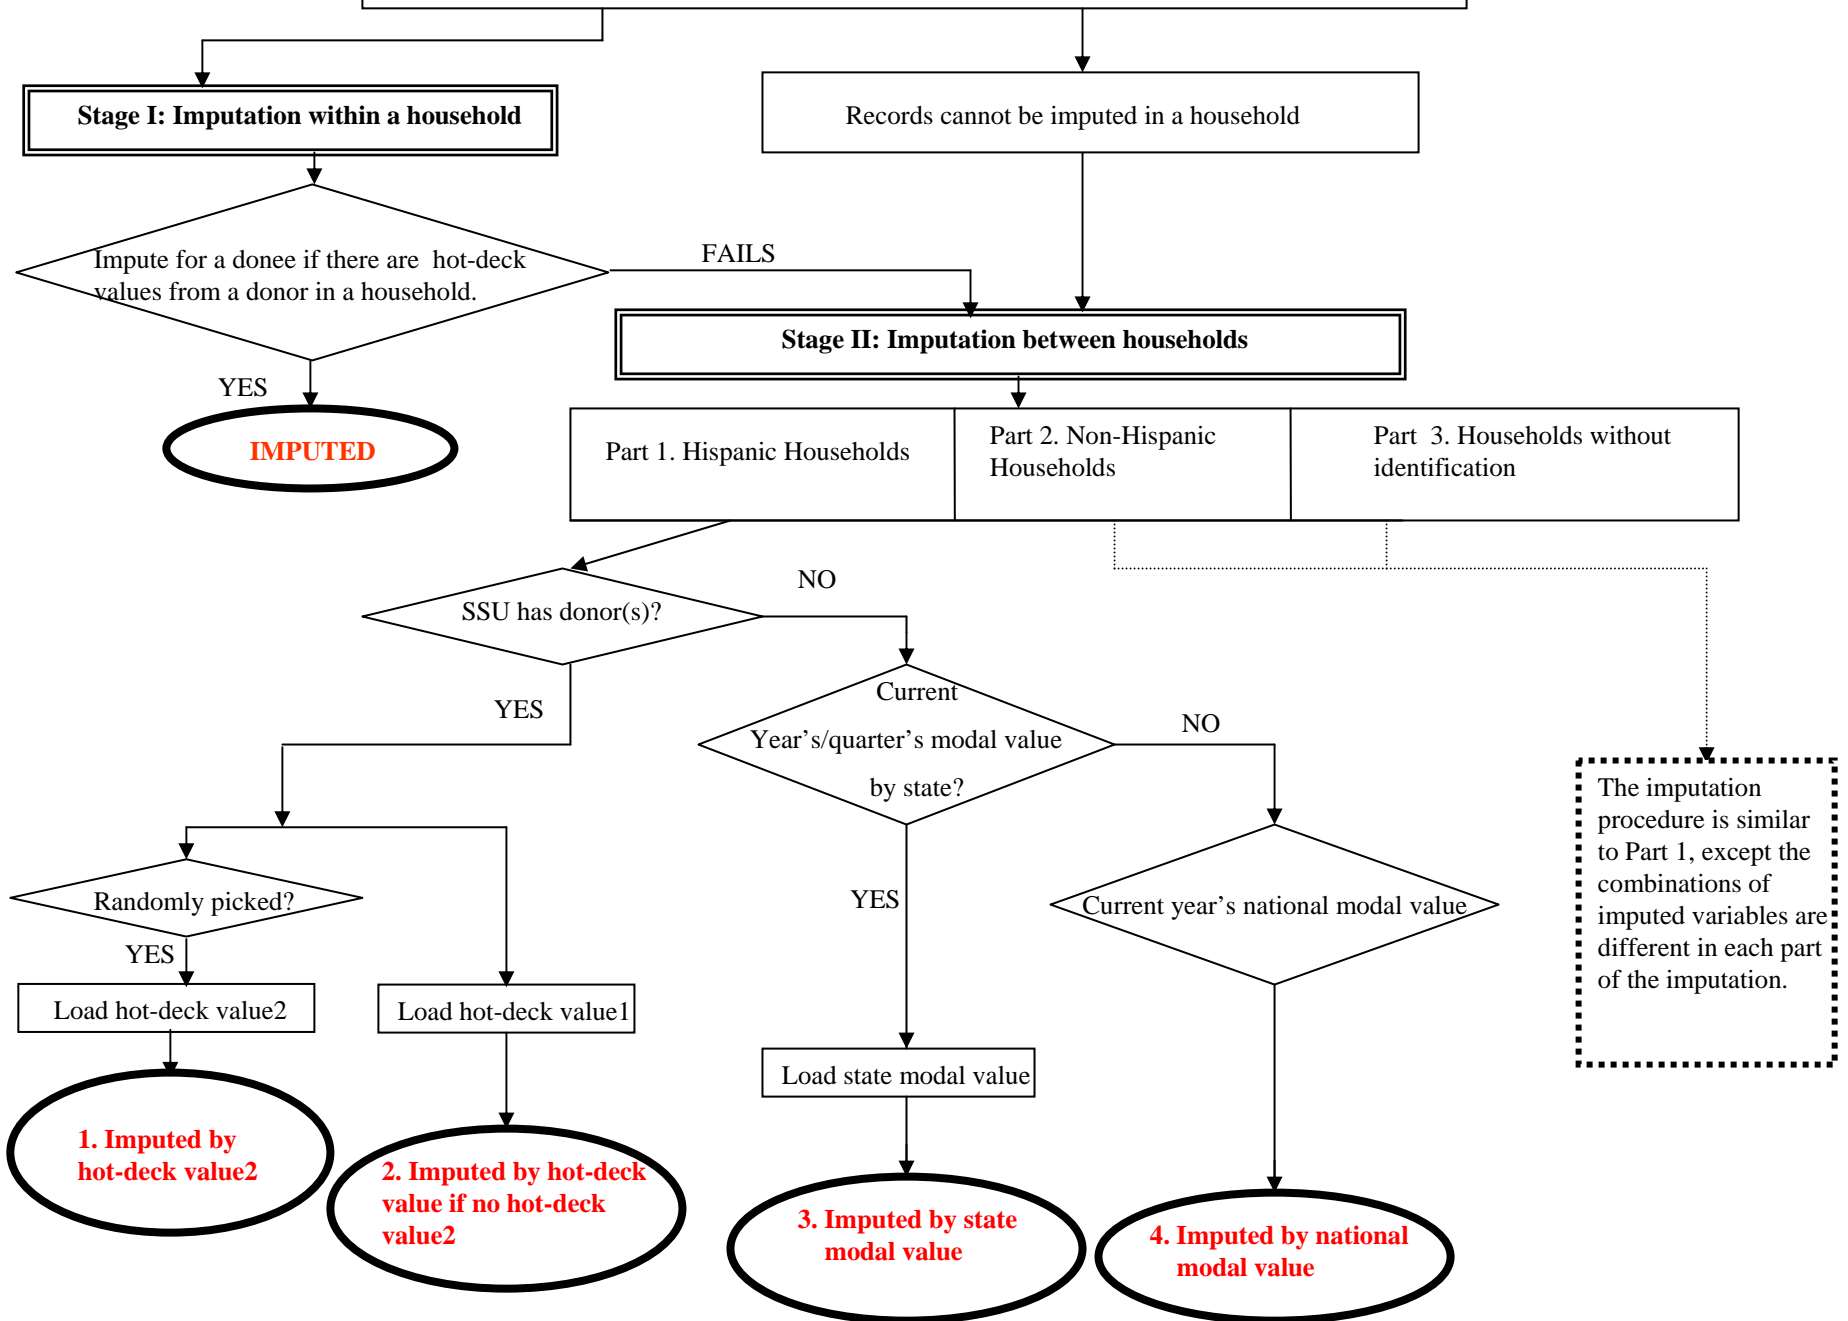 Stage I: Imputation within a household
Records cannot be imputed in a household
Impute for a donee if there are hot-deck
values from a donor in a household.
FAILS
Stage II: Imputation between households
YES
IMPUTED
Part 1. Hispanic Households
Part 2. Non-Hispanic
Households
Part 3. Households without
identification
SSU has donor(s)?
NO
YES
Current
Year’s/quarter’s modal value
by state?
NO
The imputation
procedure is similar
to Part 1, except the
combinations of
imputed variables are
different in each part
of the imputation.
Randomly picked?
YES
Current year’s national modal value
YES
Load hot-deck value2
Load hot-deck value1
Load state modal value
1. Imputed by
hot-deck value2
2. Imputed by hot-deck
value if no hot-deck
value2
3. Imputed by state
modal value
4. Imputed by national
modal value